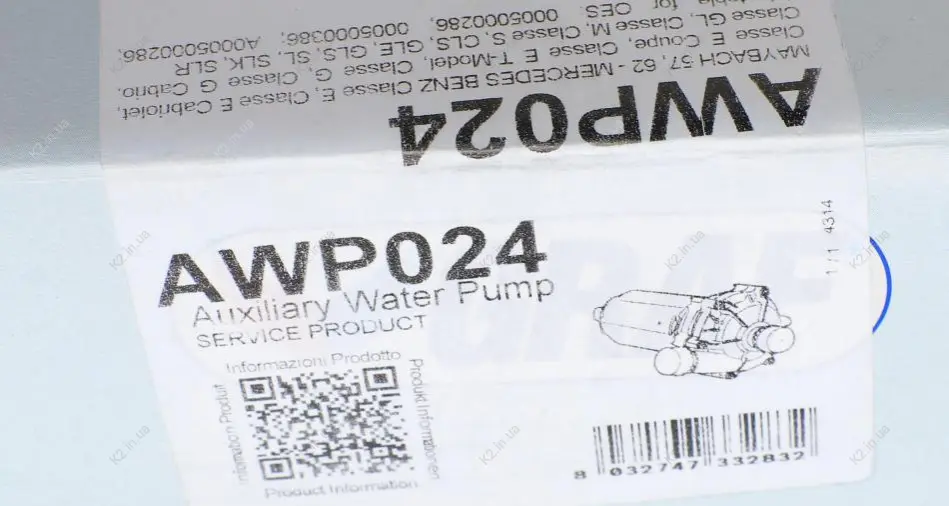 AWP024
MAYBACH 57, 62 - MERCEDES BENZ Classe E, Classe E Cabriolet,
Classe E Coupe, Classe E T-Model, Classe G, Classe G Cabrio,
Classe GL, Classe M, Classe S, CLS, GLE, GLS, SL, SLK, SLR
for OES: 0005000286, 0005000386, A0005000286,
AWP024
Auxiliary Water Pump
SERVICE PRODUCT
1/1 4314
GRAF
Informazioni Prodotto
Information Produit
Produkt Informationen
Product Information
8 032747 332832
K2.in.ua